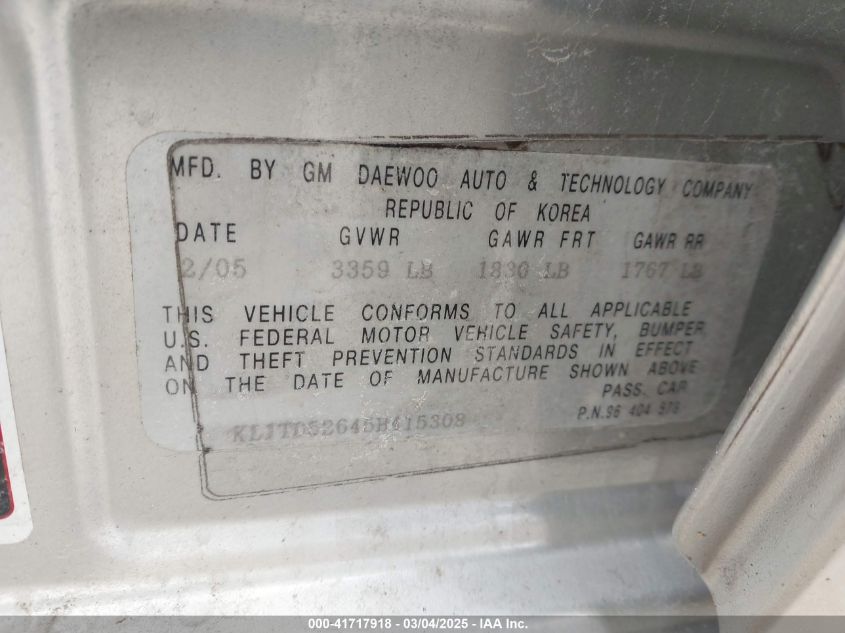 MFD. BY GM DAEWOO AUTO & TECHNOLOGY COMPANY
REPUBLIC OF KOREA
DATE GVWR GAWR FRT GAWR RR
2/05 3359 LB 1830 LB 1767 LB
THIS VEHICLE CONFORMS TO ALL APPLICABLE
U.S. FEDERAL MOTOR VEHICLE SAFETY, BUMPER
AND THEFT PREVENTION STANDARDS IN EFFECT
ON THE DATE OF MANUFACTURE SHOWN ABOVE
PASS. CAR
KL1TD52645B415308
P.N.96 404 979
000-41717918 - 03/04/2025 - IAA Inc.